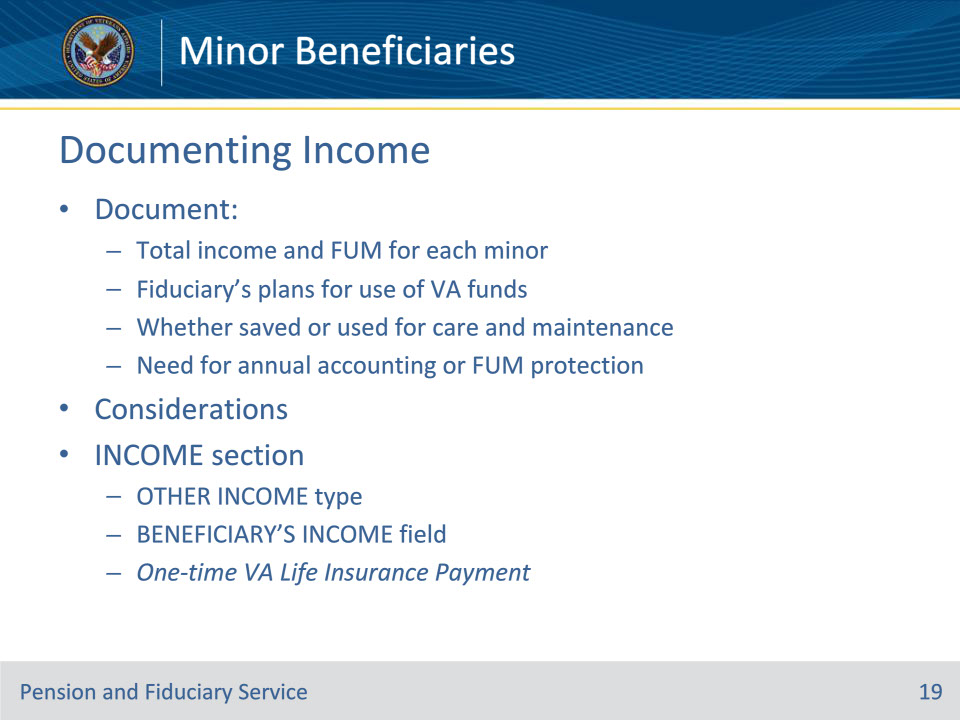 Minor Beneficiaries
Documenting Income
• Document:
– Total income and FUM for each minor
– Fiduciary’s plans for use of VA funds
– Whether saved or used for care and maintenance
– Need for annual accounting or FUM protection
• Considerations
• INCOME section
– OTHER INCOME type
– BENEFICIARY’S INCOME field
– One-time VA Life Insurance Payment
Pension and Fiduciary Service
19